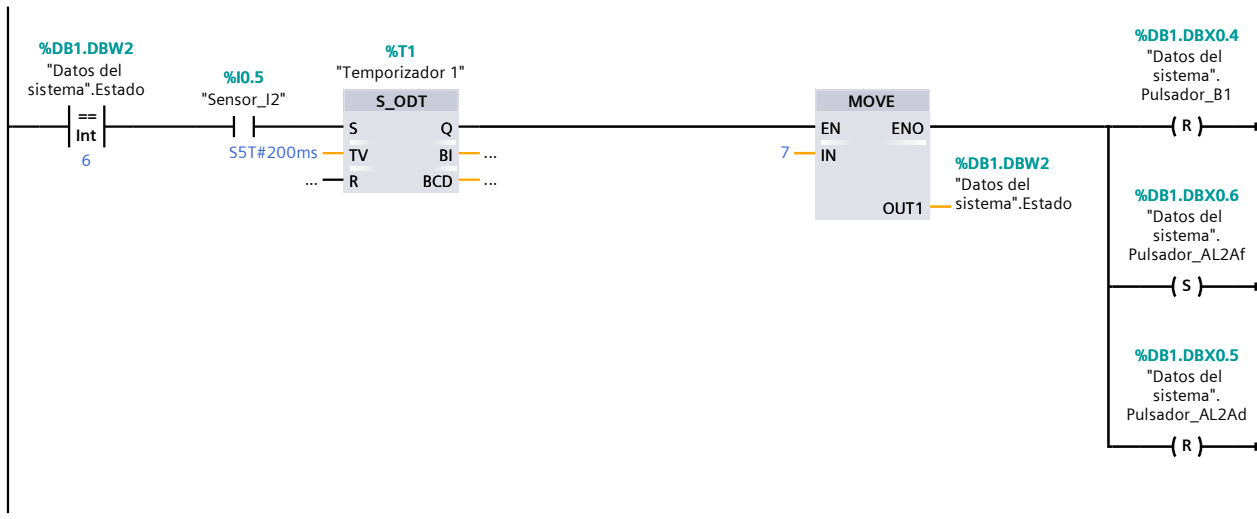 %DB1.DBW2
"Datos del
sistema".Estado
==
Int
6
%I0.5
"Sensor_I2"
%T1
"Temporizador 1"
S_ODT
S Q
S5T#200ms TV BI ...
... R BCD ...
MOVE
EN ENO
7 IN
OUT1
%DB1.DBW2
"Datos del
sistema".Estado
%DB1.DBX0.4
"Datos del
sistema".
Pulsador_B1
( R )
%DB1.DBX0.6
"Datos del
sistema".
Pulsador_AL2Af
( S )
%DB1.DBX0.5
"Datos del
sistema".
Pulsador_AL2Ad
( R )